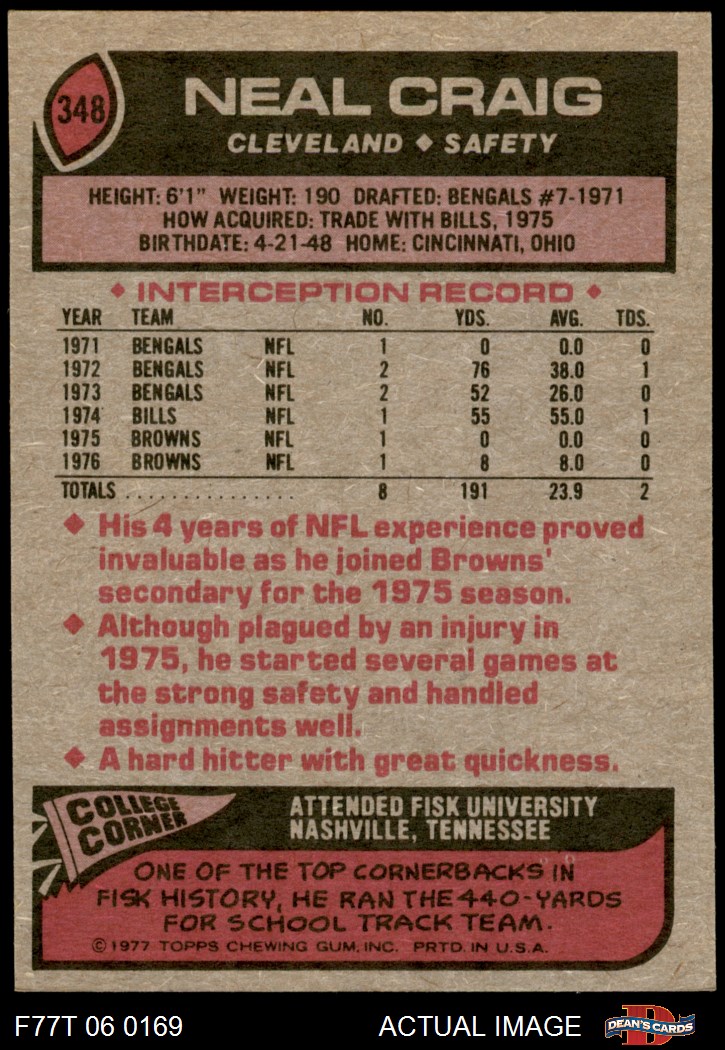 348
NEAL CRAIG
CLEVELAND ◆ SAFETY
HEIGHT: 6'1" WEIGHT: 190 DRAFTED: BENGALS #7-1971
HOW ACQUIRED: TRADE WITH BILLS, 1975
BIRTHDATE: 4-21-48 HOME: CINCINNATI, OHIO
◆ INTERCEPTION RECORD ◆
YEAR TEAM NO. YDS. AVG. TDS.
1971 BENGALS NFL 1 0 0.0 0
1972 BENGALS NFL 2 76 38.0 1
1973 BENGALS NFL 2 52 26.0 0
1974 BILLS NFL 1 55 55.0 1
1975 BROWNS NFL 1 0 0.0 0
1976 BROWNS NFL 1 8 8.0 0
TOTALS ................ 8 191 23.9 2
◆ His 4 years of NFL experience proved
invaluable as he joined Browns'
secondary for the 1975 season.
◆ Although plagued by an injury in
1975, he started several games at
the strong safety and handled
assignments well.
◆ A hard hitter with great quickness.
COLLEGE
CORNER
ATTENDED FISK UNIVERSITY
NASHVILLE, TENNESSEE
ONE OF THE TOP CORNERBACKS IN
FISK HISTORY, HE RAN THE 440-YARDS
FOR SCHOOL TRACK TEAM.
© 1977 TOPPS CHEWING GUM, INC. PRTD. IN U.S.A.
F77T 06 0169 ACTUAL IMAGE
D
DEAN'S CARDS